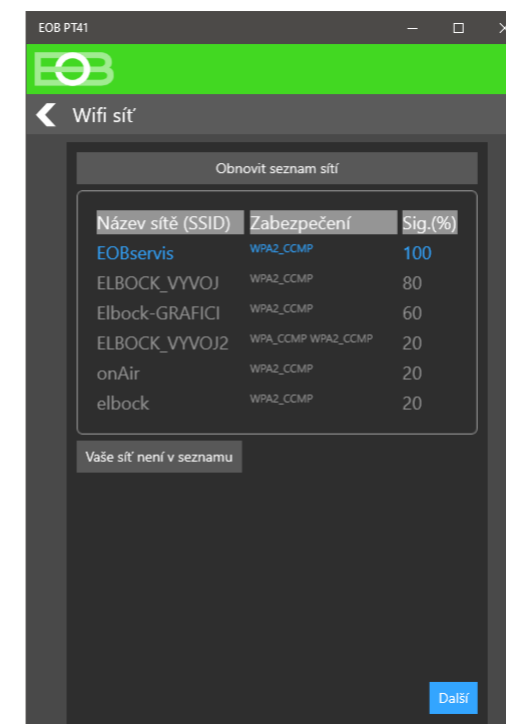 EOB PT41
EOB
Wifi síť
Obnovit seznam sítí
Název sítě (SSID) Zabezpečení Sig.(%)
EOBservis WPA2_CCMP 100
ELBOCK_VYVOJ WPA2_CCMP 80
Elbock-GRAFICI WPA2_CCMP 60
ELBOCK_VYVOJ2 WPA_CCMP WPA2_CCMP 20
onAir WPA2_CCMP 20
elbock WPA2_CCMP 20
Vaše síť není v seznamu
Další